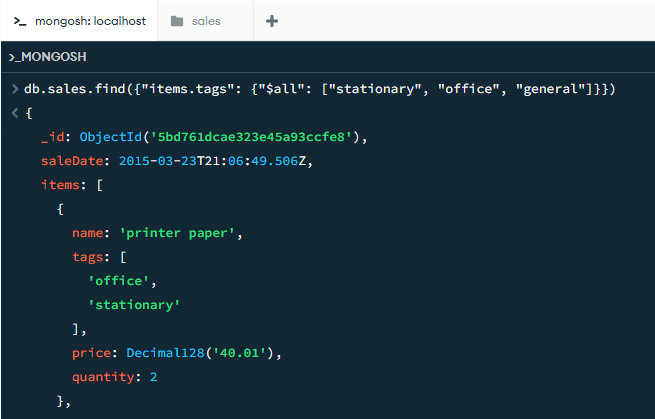 >_ mongosh: localhost sales +
>_MONGOSH
> db.sales.find({"items.tags": {"$all": ["stationary", "office", "general"]}})
< {
_id: ObjectId('5bd761dcae323e45a93ccfe8'),
saleDate: 2015-03-23T21:06:49.506Z,
items: [
{
name: 'printer paper',
tags: [
'office',
'stationary'
],
price: Decimal128('40.01'),
quantity: 2
},